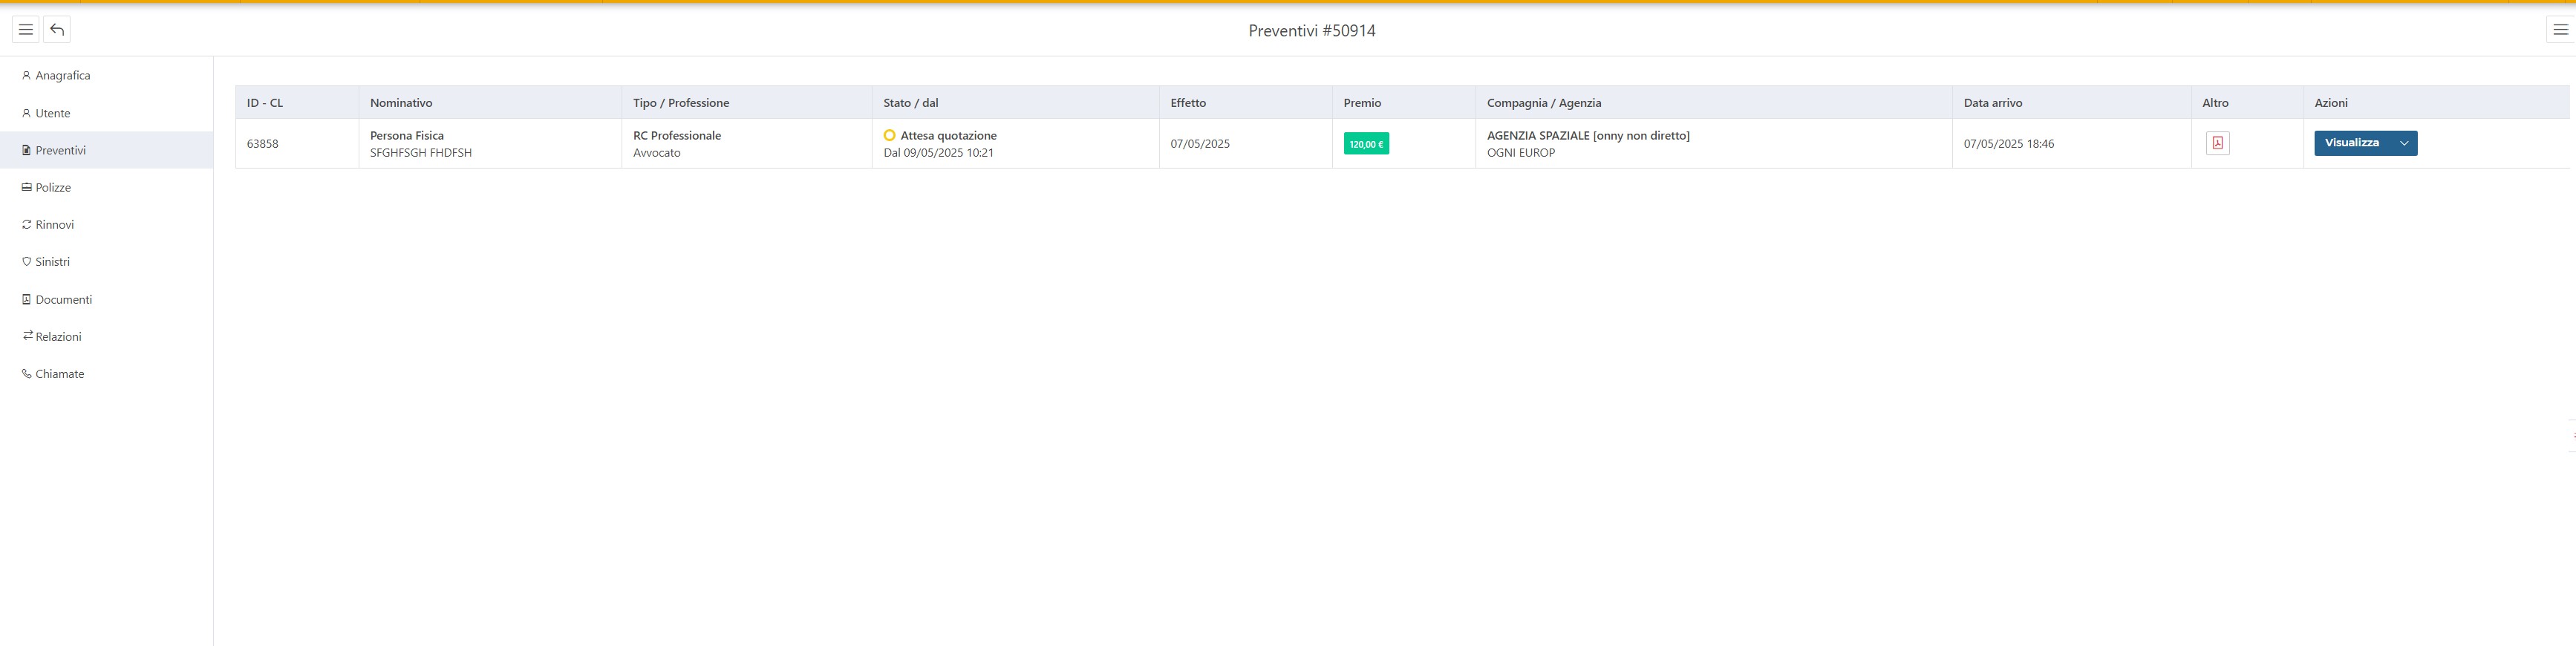 Preventivi #50914
Anagrafica
Utente
Preventivi
Polizze
Rinnovi
Sinistri
Documenti
Relazioni
Chiamate
ID - CL Nominativo Tipo / Professione Stato / dal Effetto Premio Compagnia / Agenzia Data arrivo Altro Azioni
63858 Persona Fisica RC Professionale Attesa quotazione 07/05/2025 120,00 € AGENZIA SPAZIALE [onny non diretto] 07/05/2025 18:46 Visualizza
SFGHFSGH FHDFSH Avvocato Dal 09/05/2025 10:21 OGNI EUROP